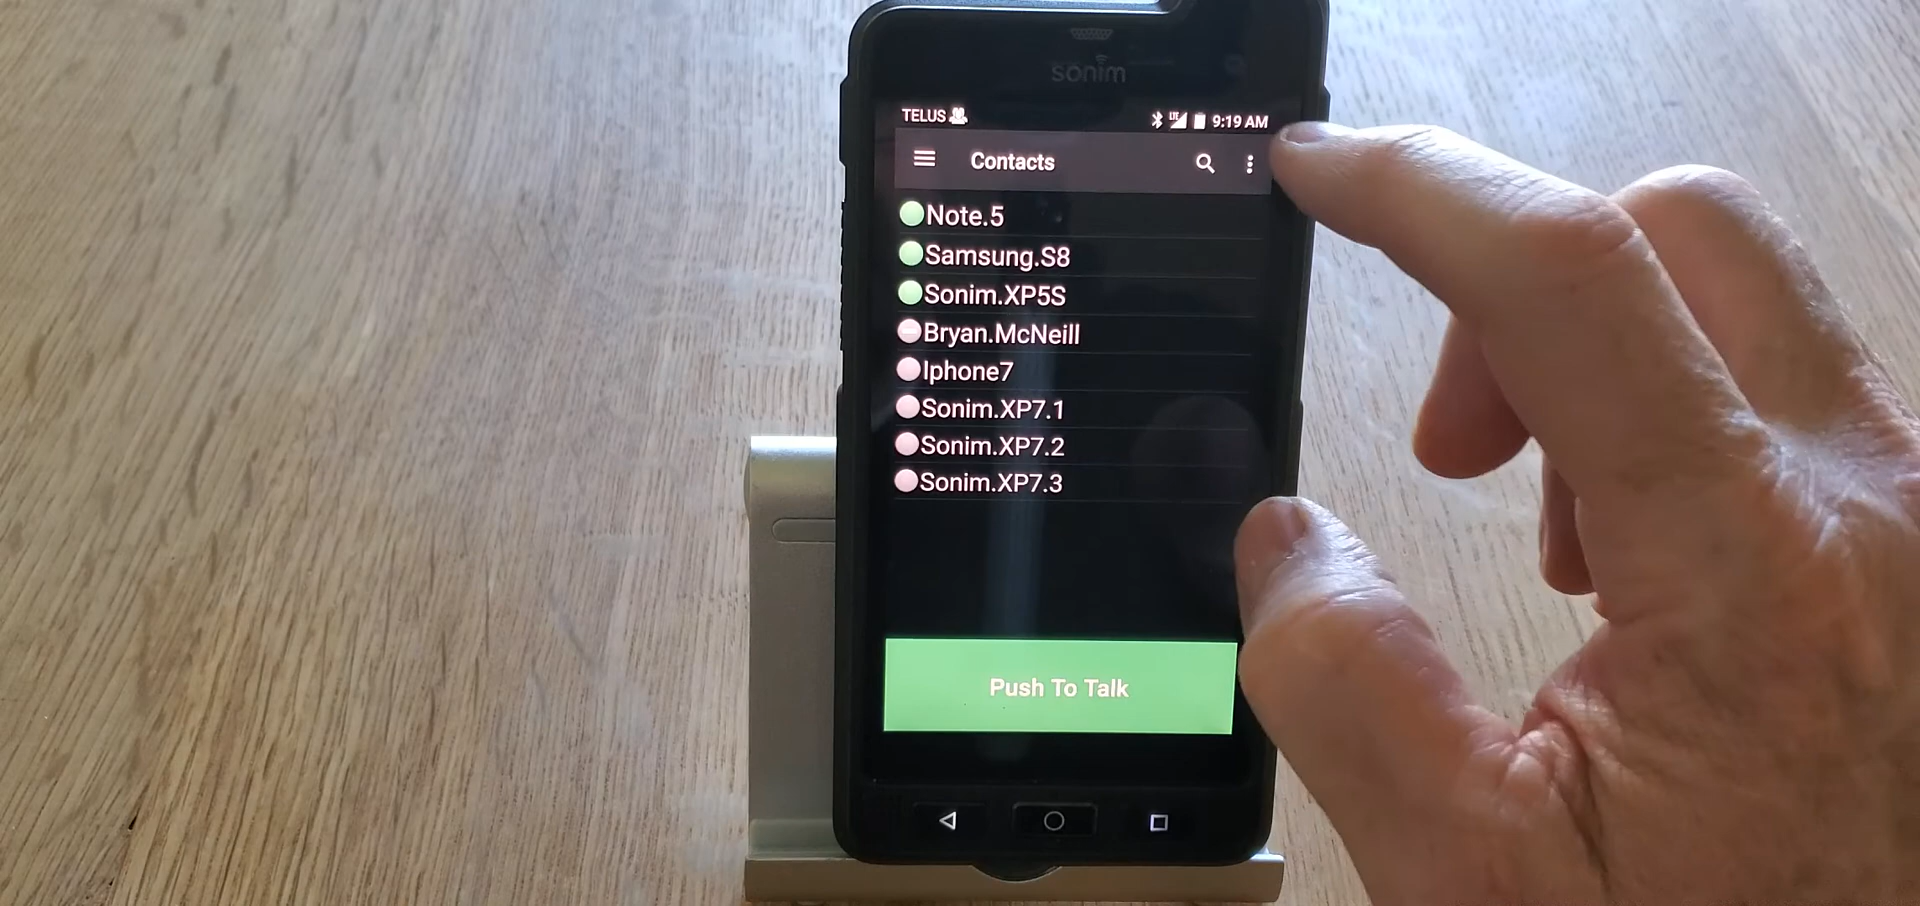 sonim
TELUS LTE 9:19 AM
Contacts
Note.5
Samsung.S8
Sonim.XP5S
Bryan.McNeill
Iphone7
Sonim.XP7.1
Sonim.XP7.2
Sonim.XP7.3
Push To Talk